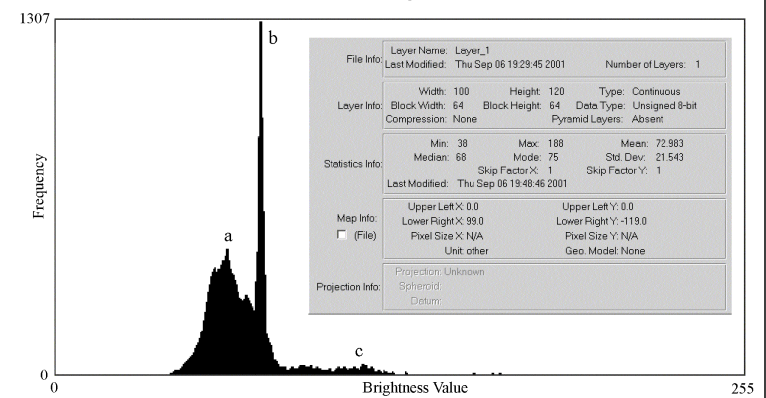 1307
b
a
c
Frequency
0
0
Brightness Value
255
File Info:
Layer Name: Layer_1
Last Modified: Thu Sep 06 19:29:45 2001 Number of Layers: 1
Layer Info:
Width: 100 Height: 120 Type: Continuous
Block Width: 64 Block Height: 64 Data Type: Unsigned 8-bit
Compression: None Pyramid Layers: Absent
Statistics Info:
Min: 38 Max: 188 Mean: 72.983
Median: 68 Mode: 75 Std. Dev: 21.543
Skip Factor X: 1 Skip Factor Y: 1
Last Modified: Thu Sep 06 19:48:46 2001
Map Info:
(File)
Upper Left X: 0.0 Upper Left Y: 0.0
Lower Right X: 99.0 Lower Right Y: -119.0
Pixel Size X: N/A Pixel Size Y: N/A
Unit: other Geo. Model: None
Projection Info:
Projection: Unknown
Spheroid:
Datum: